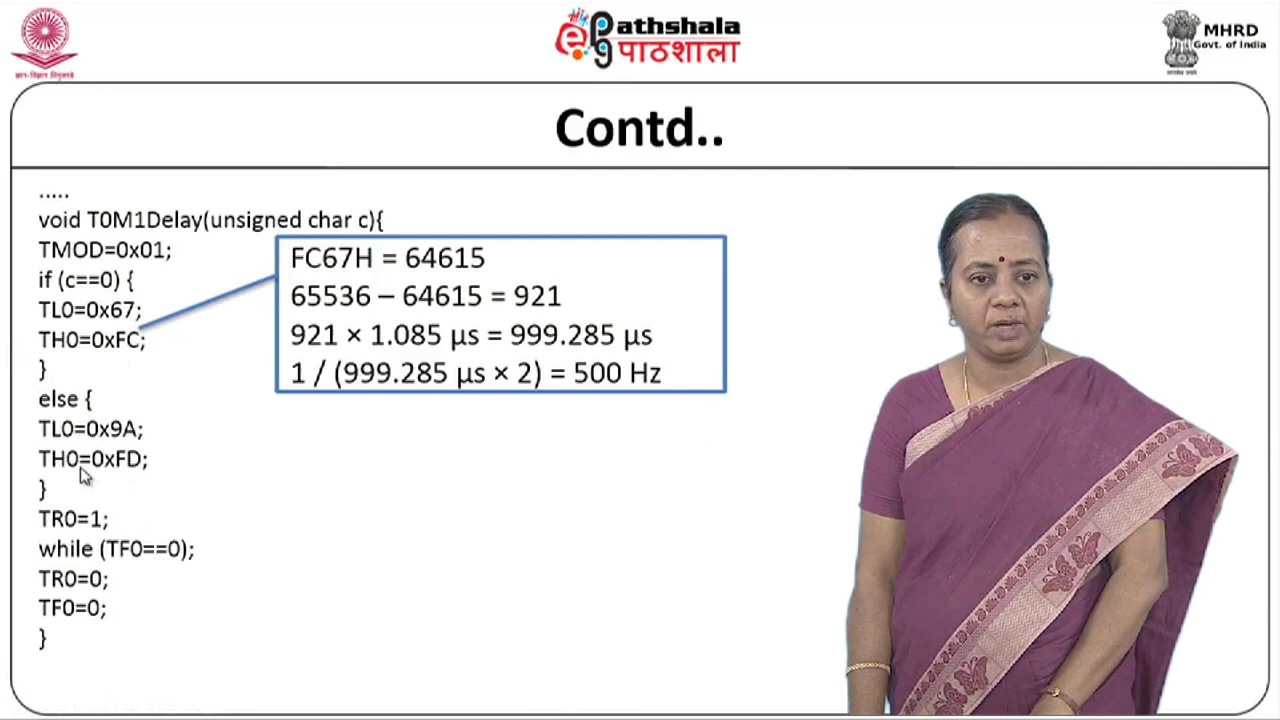 ePathshala
पाठशाला
MHRD
Govt. of India
Contd..
.....
void T0M1Delay(unsigned char c){
TMOD=0x01;
if (c==0) {
TL0=0x67;
TH0=0xFC;
}
else {
TL0=0x9A;
TH0=0xFD;
}
TR0=1;
while (TF0==0);
TR0=0;
TF0=0;
}
FC67H = 64615
65536 – 64615 = 921
921 × 1.085 μs = 999.285 μs
1 / (999.285 μs × 2) = 500 Hz